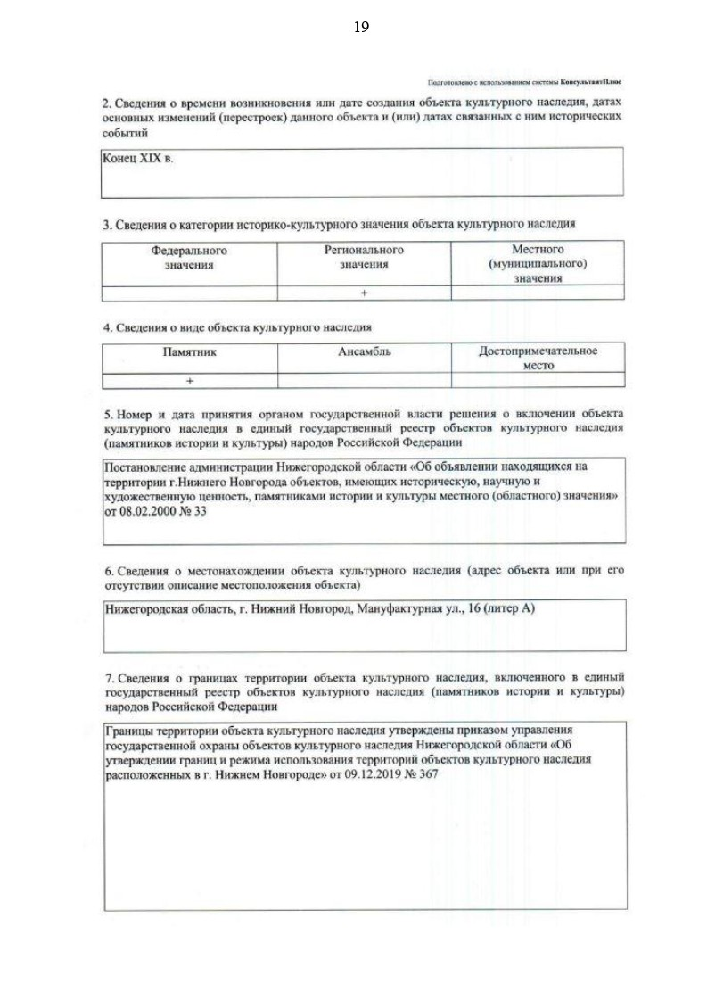 19
Подготовлено с использованием системы КонсультантПлюс
2. Сведения о времени возникновения или дате создания объекта культурного наследия, датах
основных изменений (перестроек) данного объекта и (или) датах связанных с ним исторических
событий
Конец XIX в.
3. Сведения о категории историко-культурного значения объекта культурного наследия
Федерального Регионального Местного
значения значения (муниципального)
значения
+
4. Сведения о виде объекта культурного наследия
Памятник Ансамбль Достопримечательное
место
+
5. Номер и дата принятия органом государственной власти решения о включении объекта
культурного наследия в единый государственный реестр объектов культурного наследия
(памятников истории и культуры) народов Российской Федерации
Постановление администрации Нижегородской области «Об объявлении находящихся на
территории г.Нижнего Новгорода объектов, имеющих историческую, научную и
художественную ценность, памятниками истории и культуры местного (областного) значения»
от 08.02.2000 № 33
6. Сведения о местонахождении объекта культурного наследия (адрес объекта или при его
отсутствии описание местоположения объекта)
Нижегородская область, г. Нижний Новгород, Мануфактурная ул., 16 (литер А)
7. Сведения о границах территории объекта культурного наследия, включенного в единый
государственный реестр объектов культурного наследия (памятников истории и культуры)
народов Российской Федерации
Границы территории объекта культурного наследия утверждены приказом управления
государственной охраны объектов культурного наследия Нижегородской области «Об
утверждении границ и режима использования территорий объектов культурного наследия
расположенных в г. Нижнем Новгороде» от 09.12.2019 № 367